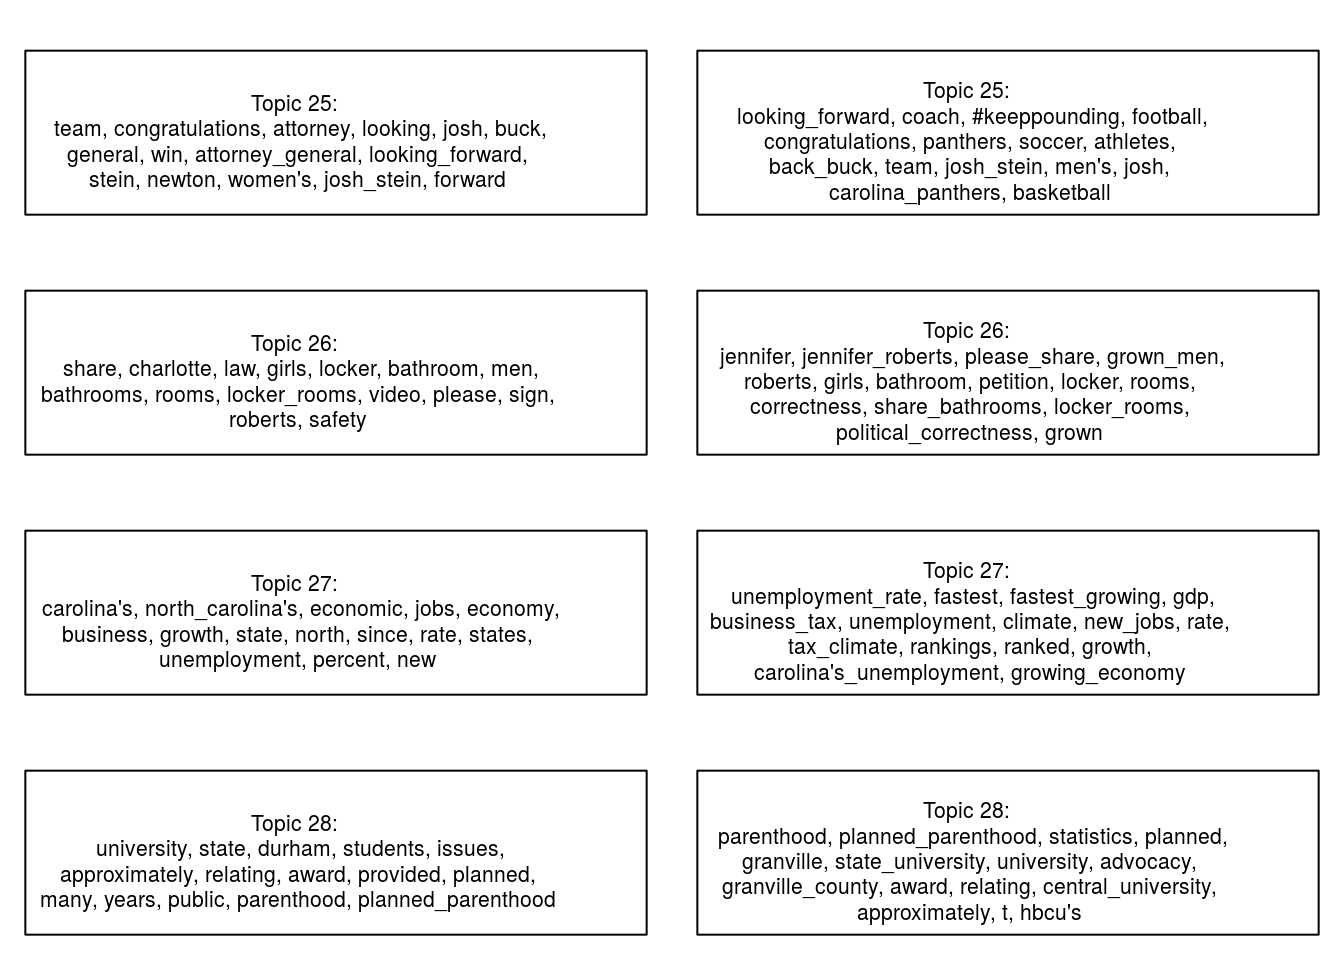 Topic 25:
team, congratulations, attorney, looking, josh, buck,
general, win, attorney_general, looking_forward,
stein, newton, women's, josh_stein, forward
Topic 25:
looking_forward, coach, #keeppounding, football,
congratulations, panthers, soccer, athletes,
back_buck, team, josh_stein, men's, josh,
carolina_panthers, basketball
Topic 26:
share, charlotte, law, girls, locker, bathroom, men,
bathrooms, rooms, locker_rooms, video, please, sign,
roberts, safety
Topic 26:
jennifer, jennifer_roberts, please_share, grown_men,
roberts, girls, bathroom, petition, locker, rooms,
correctness, share_bathrooms, locker_rooms,
political_correctness, grown
Topic 27:
carolina's, north_carolina's, economic, jobs, economy,
business, growth, state, north, since, rate, states,
unemployment, percent, new
Topic 27:
unemployment_rate, fastest, fastest_growing, gdp,
business_tax, unemployment, climate, new_jobs, rate,
tax_climate, rankings, ranked, growth,
carolina's_unemployment, growing_economy
Topic 28:
university, state, durham, students, issues,
approximately, relating, award, provided, planned,
many, years, public, parenthood, planned_parenthood
Topic 28:
parenthood, planned_parenthood, statistics, planned,
granville, state_university, university, advocacy,
granville_county, award, relating, central_university,
approximately, t, hbcu's